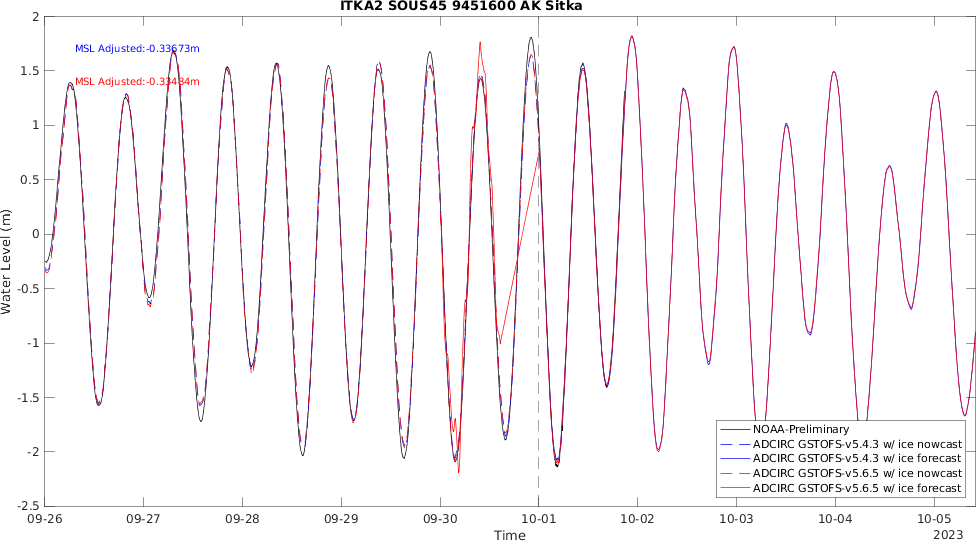 ITKA2 SOUS45 9451600 AK Sitka
MSL Adjusted:-0.33673m
MSL Adjusted:-0.33484m
2
1.5
1
0.5
0
-0.5
-1
-1.5
-2
-2.5
Water Level (m)
NOAA-Preliminary
ADCIRC GSTOFS-v5.4.3 w/ ice nowcast
ADCIRC GSTOFS-v5.4.3 w/ ice forecast
ADCIRC GSTOFS-v5.6.5 w/ ice nowcast
ADCIRC GSTOFS-v5.6.5 w/ ice forecast
09-26 09-27 09-28 09-29 09-30 10-01 10-02 10-03 10-04 10-05
Time
2023